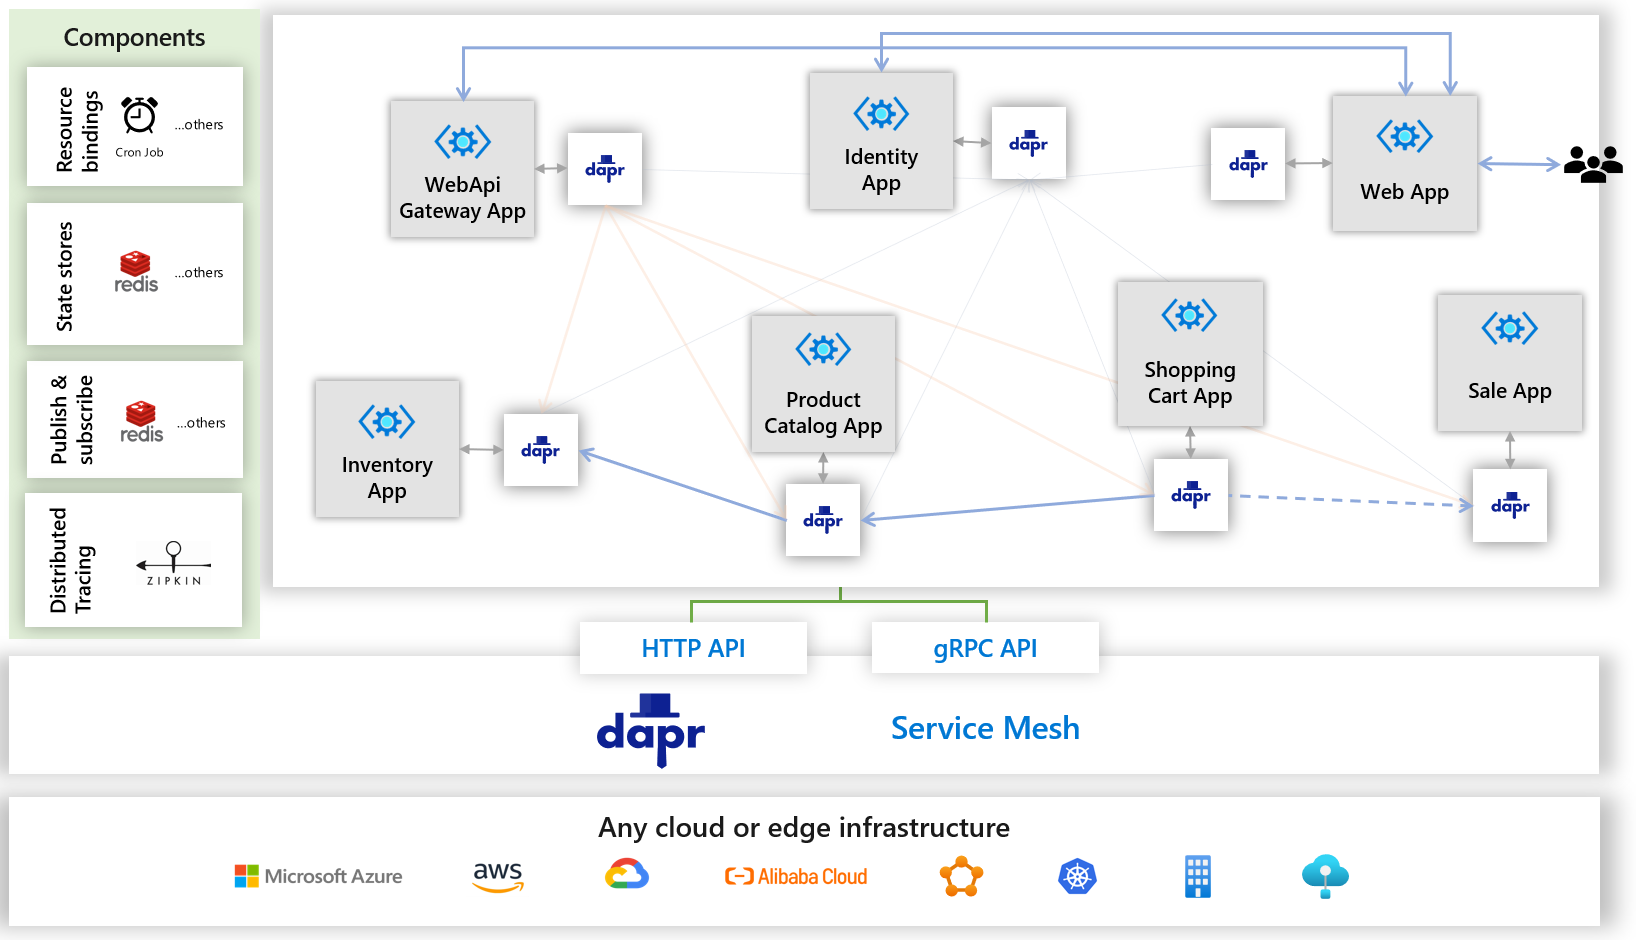 Components
Resource
bindings
Cron Job
...others
State stores
redis
...others
Publish &
subscribe
redis
...others
Distributed
Tracing
ZIPKIN
WebApi
Gateway App
dapr
Identity
App
dapr
dapr
Web App
Inventory
App
dapr
Product
Catalog App
dapr
Shopping
Cart App
dapr
Sale App
dapr
HTTP API
gRPC API
dapr
Service Mesh
Any cloud or edge infrastructure
Microsoft Azure
aws
Alibaba Cloud